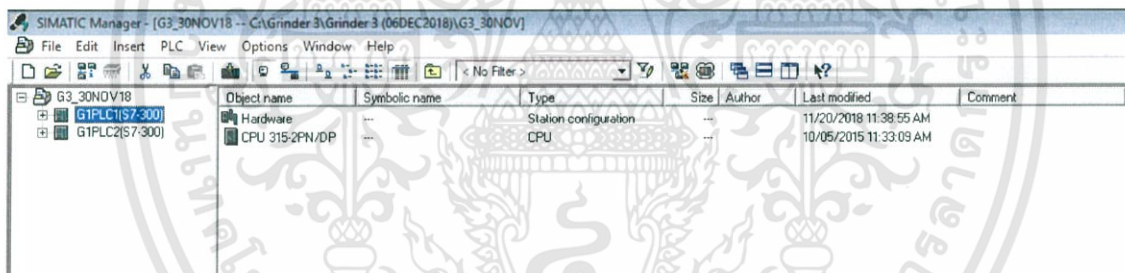 SIMATIC Manager - [G3_30NOV18 -- C:\Grinder 3\Grinder 3 (06DEC2018)\G3_30NOV]
File Edit Insert PLC View Options Window Help
< No Filter >
G3_30NOV18
G1PLC1(S7-300)
G1PLC2(S7-300)
Object name Symbolic name Type Size Author Last modified Comment
Hardware --- Station configuration --- 11/20/2018 11:38:55 AM
CPU 315-2PN/DP --- CPU --- 10/05/2015 11:33:09 AM